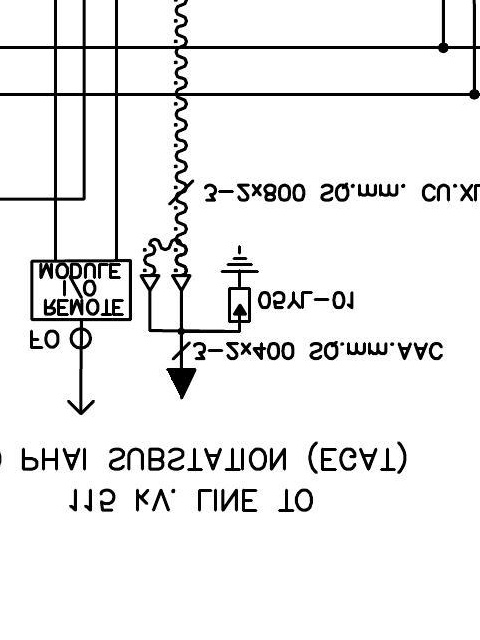 115 kV. LINE TO
PHAI SUBSTATION (EGAT)
3-2x400 SQ.mm.AAC
FO
REMOTE
I/O
MODULE
05YL-01
3-2x800 SQ.mm. CU.XL